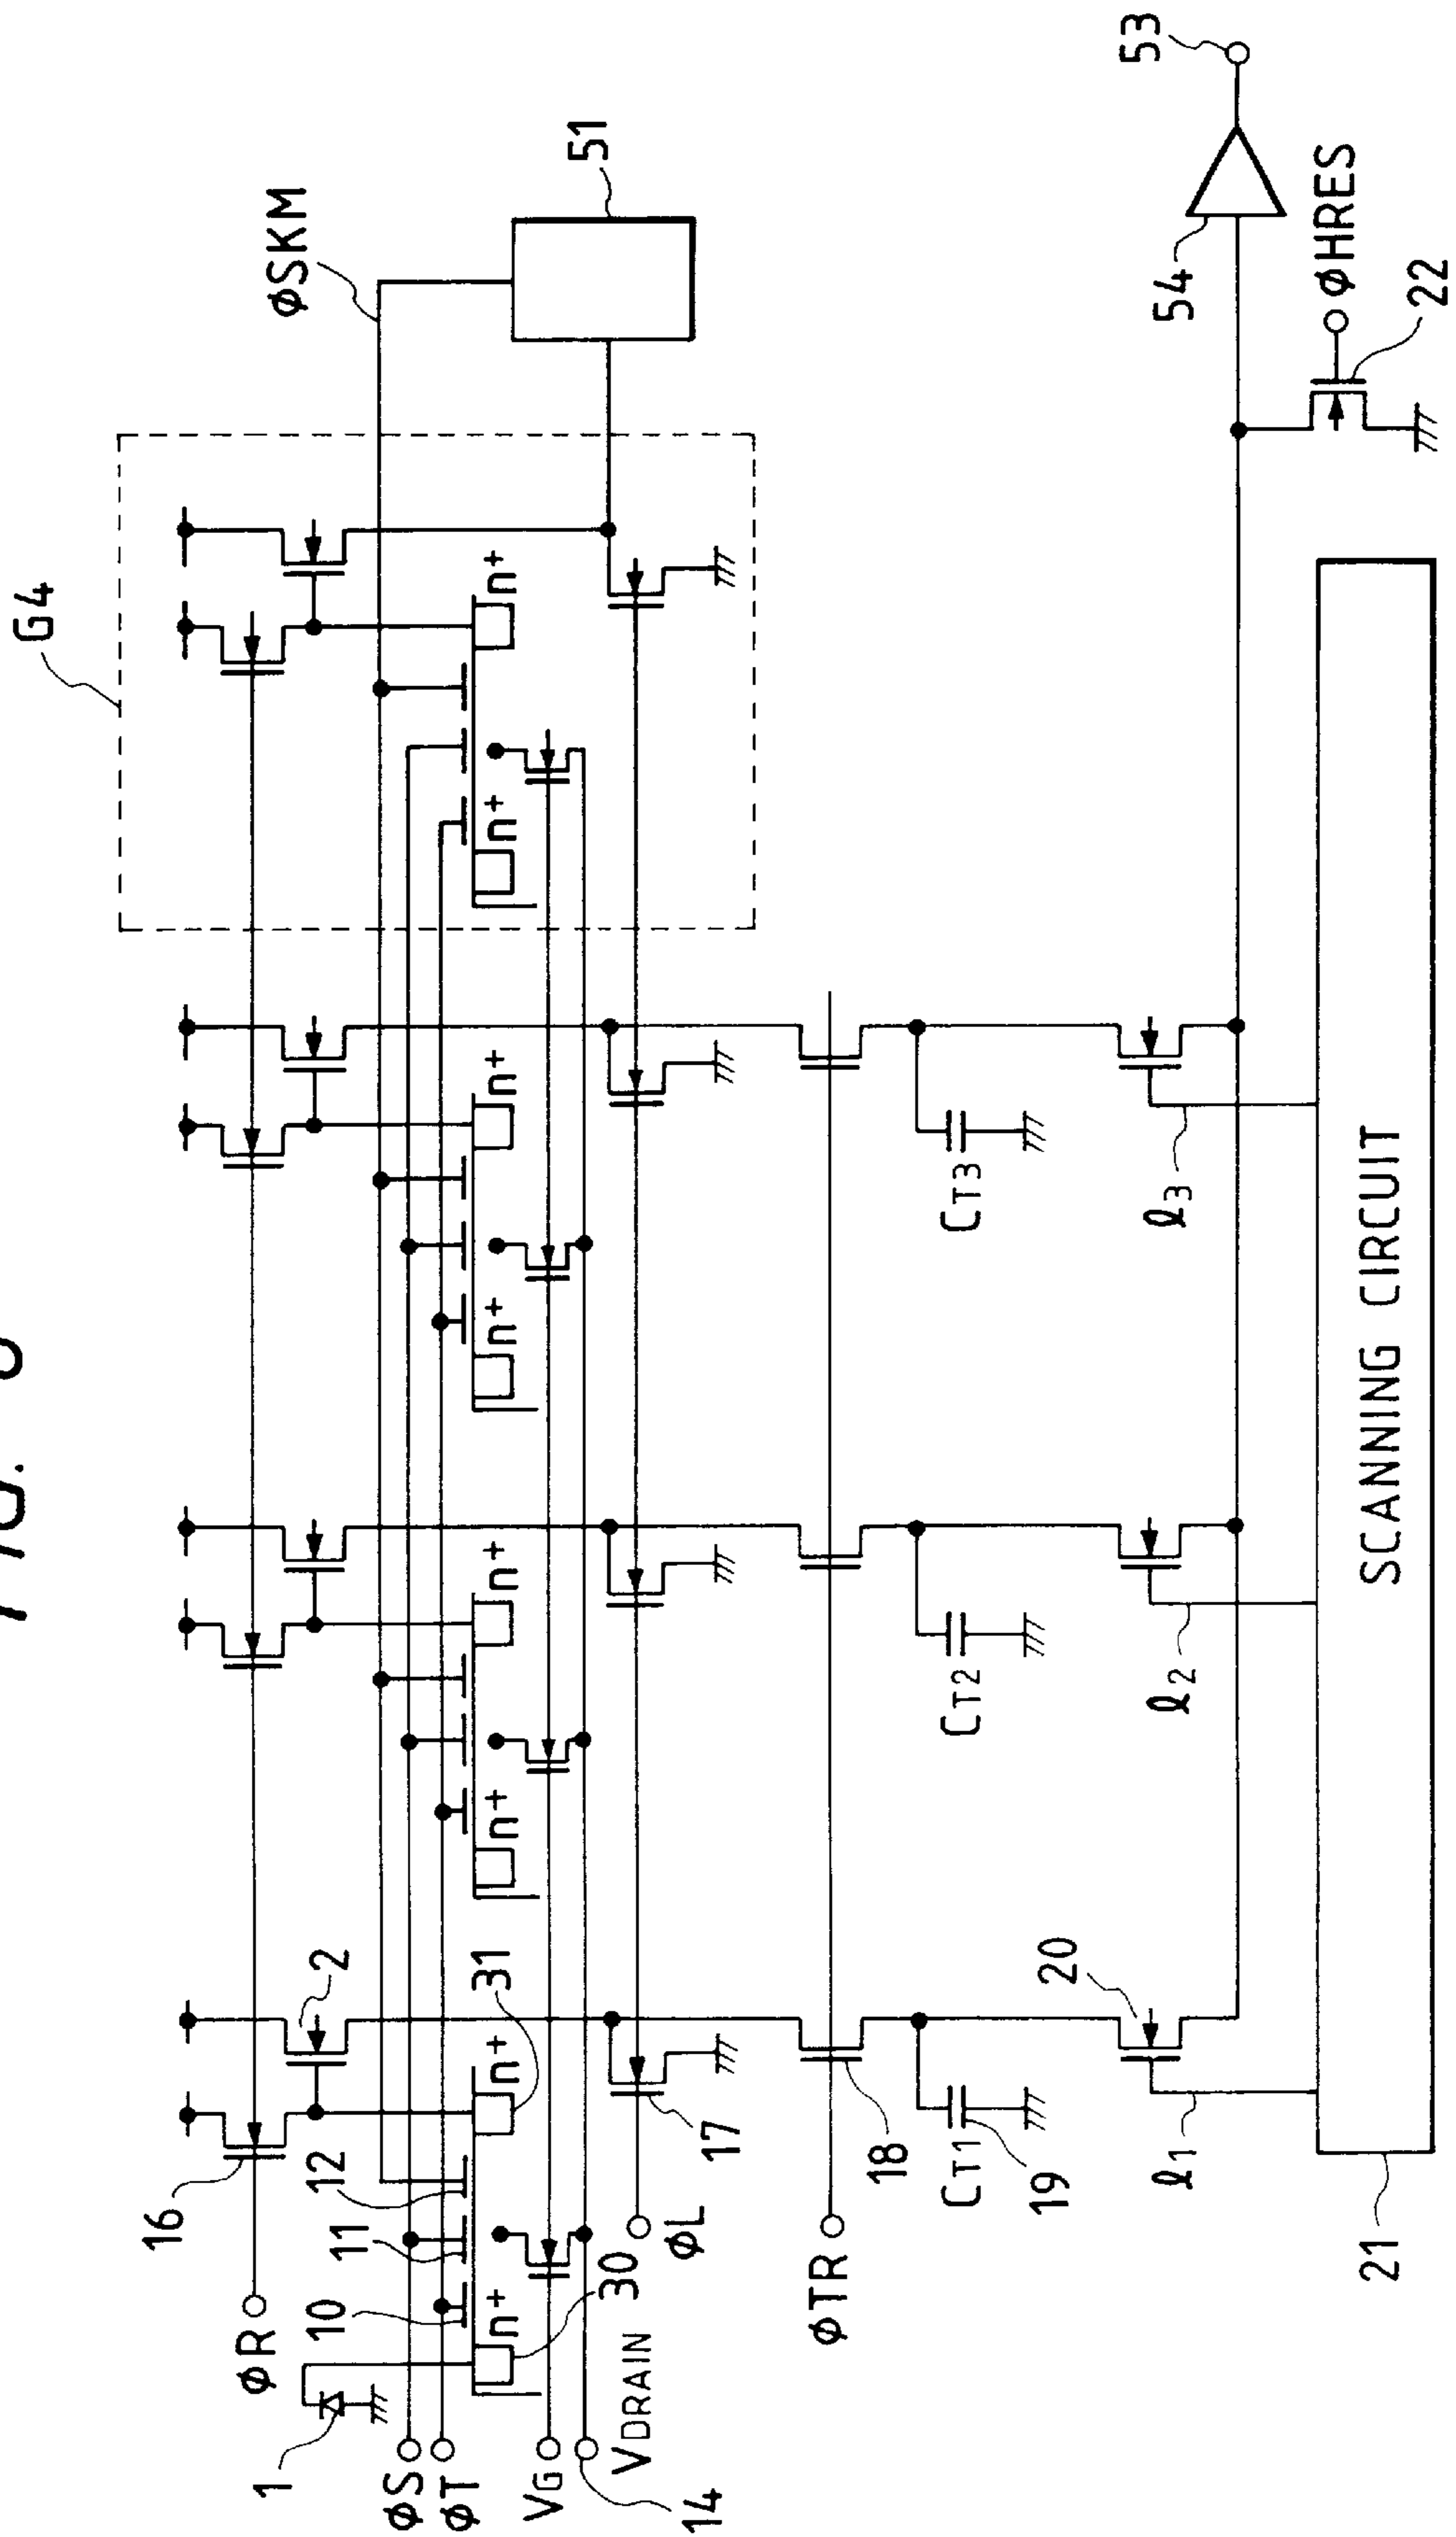 FIG.
G4
16
2
φR
φSKM
1
10
11
12
31
51
φS
φT
n+
n+
n+
n+
n+
n+
n+
n+
VG
30
14
VDRAIN
φL
17
φTR
18
CT1
CT2
CT3
19
20
53
54
ℓ1
ℓ2
ℓ3
φHRES
22
21
SCANNING CIRCUIT